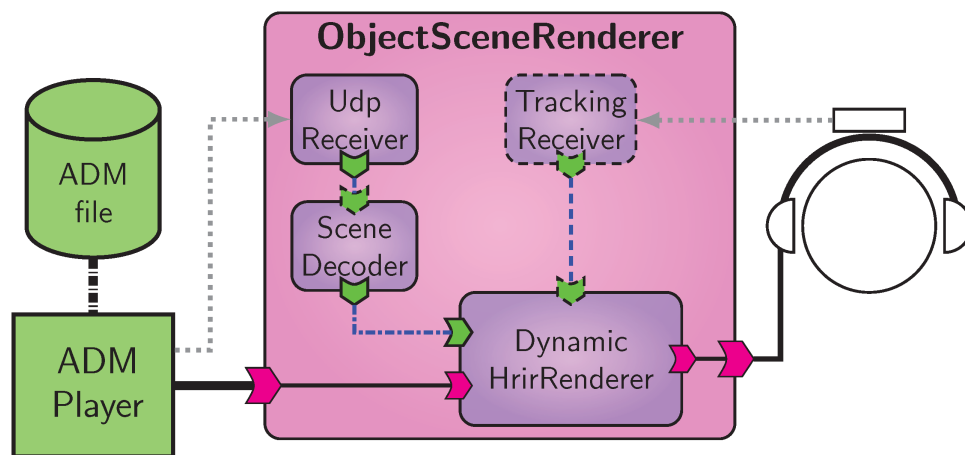 ObjectSceneRenderer
Udp
Receiver
Tracking
Receiver
ADM
file
Scene
Decoder
ADM
Player
Dynamic
HrirRenderer